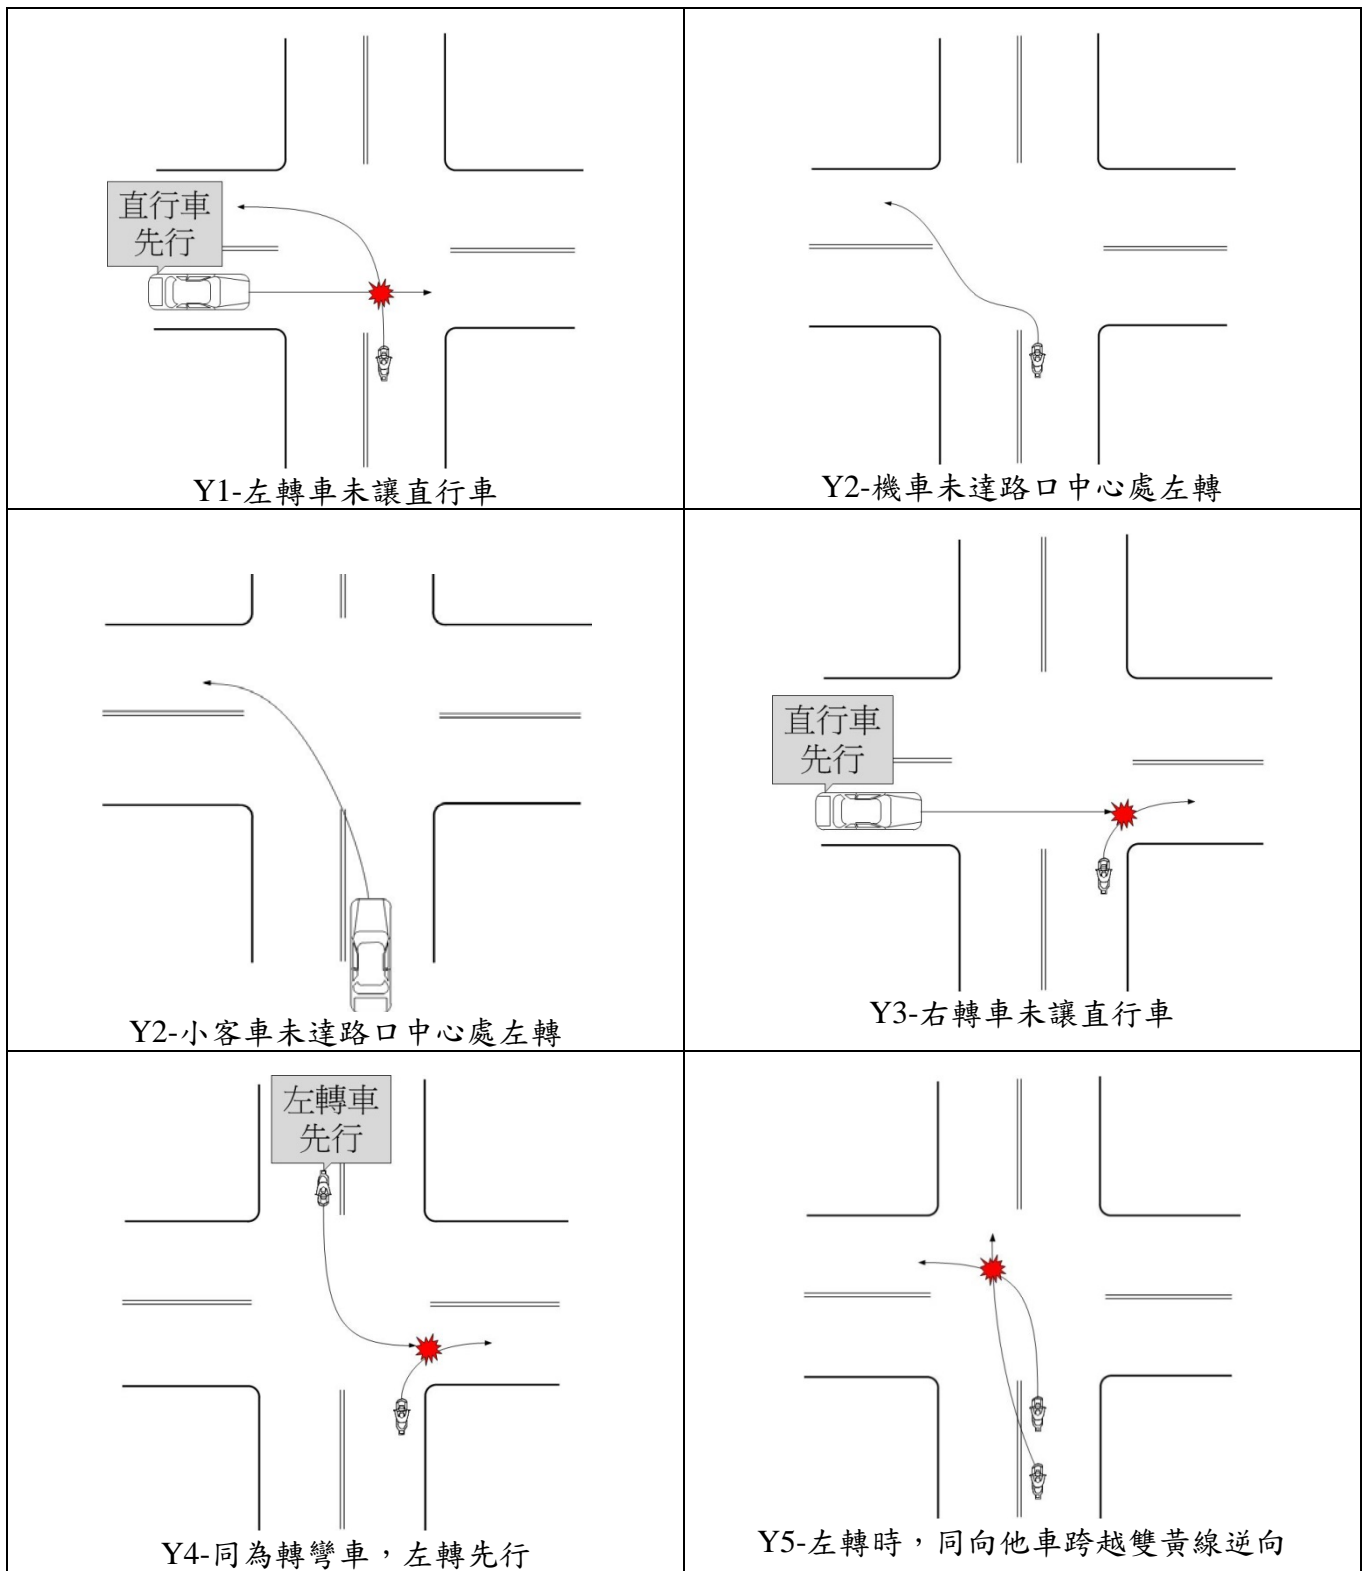 直行車
先行
Y1-左轉車未讓直行車
Y2-機車未達路口中心處左轉
Y2-小客車未達路口中心處左轉
直行車
先行
Y3-右轉車未讓直行車
左轉車
先行
Y4-同為轉彎車，左轉先行
Y5-左轉時，同向他車跨越雙黃線逆向